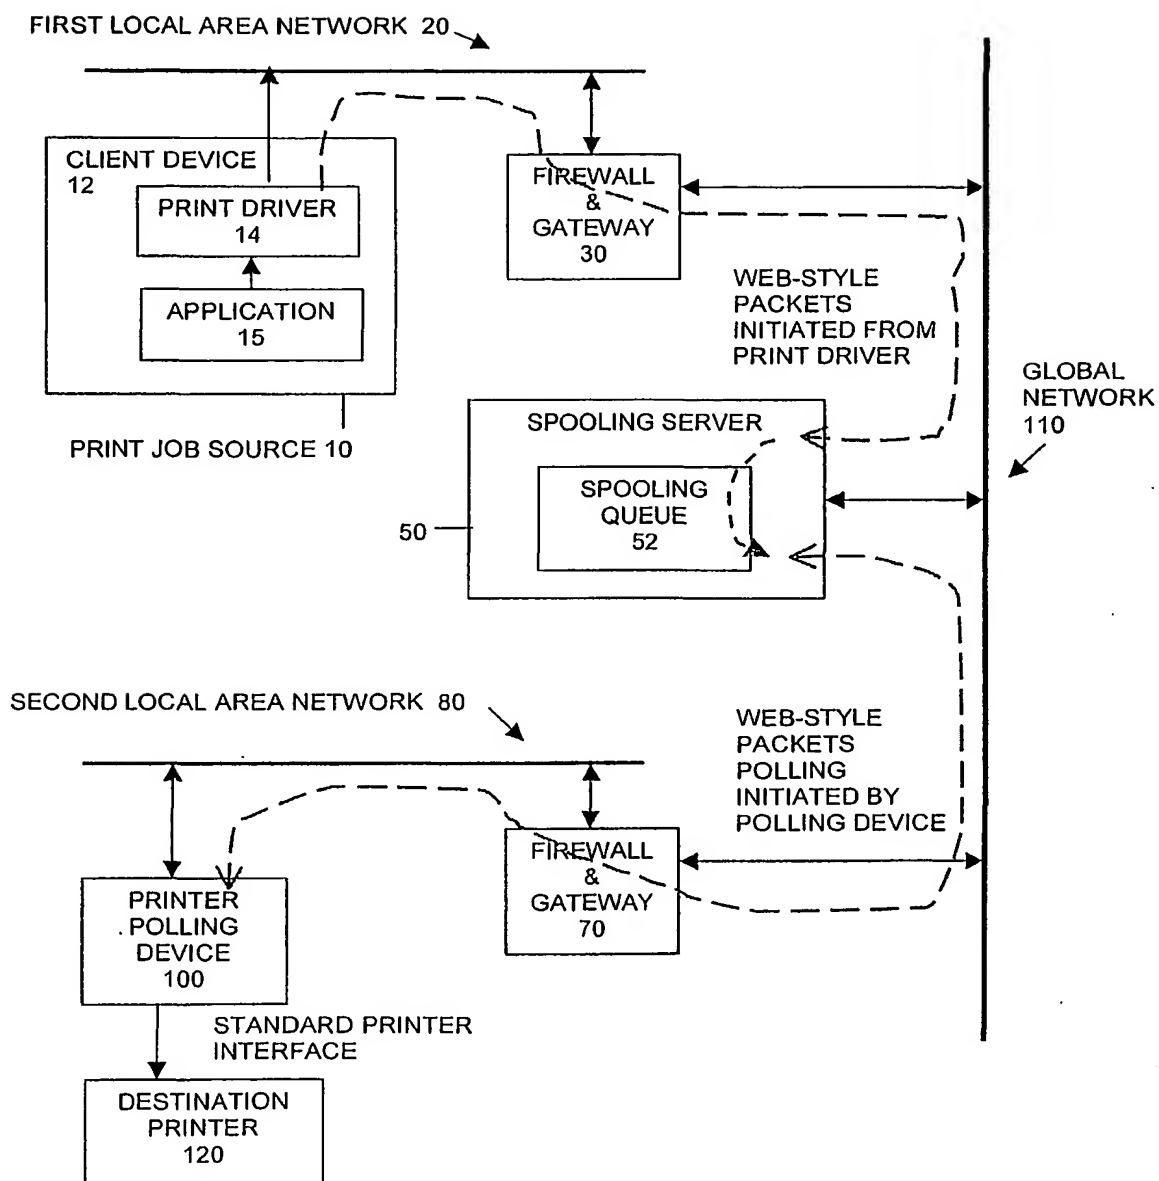 FIRST LOCAL AREA NETWORK 20
CLIENT DEVICE
12
PRINT DRIVER
14
APPLICATION
15
PRINT JOB SOURCE 10
FIREWALL
&
GATEWAY
30
WEB-STYLE
PACKETS
INITIATED FROM
PRINT DRIVER
GLOBAL
NETWORK
110
SPOOLING SERVER
SPOOLING
QUEUE
52
50
SECOND LOCAL AREA NETWORK 80
WEB-STYLE
PACKETS
POLLING
INITIATED BY
POLLING DEVICE
FIREWALL
&
GATEWAY
70
PRINTER
POLLING
DEVICE
100
STANDARD PRINTER
INTERFACE
DESTINATION
PRINTER
120